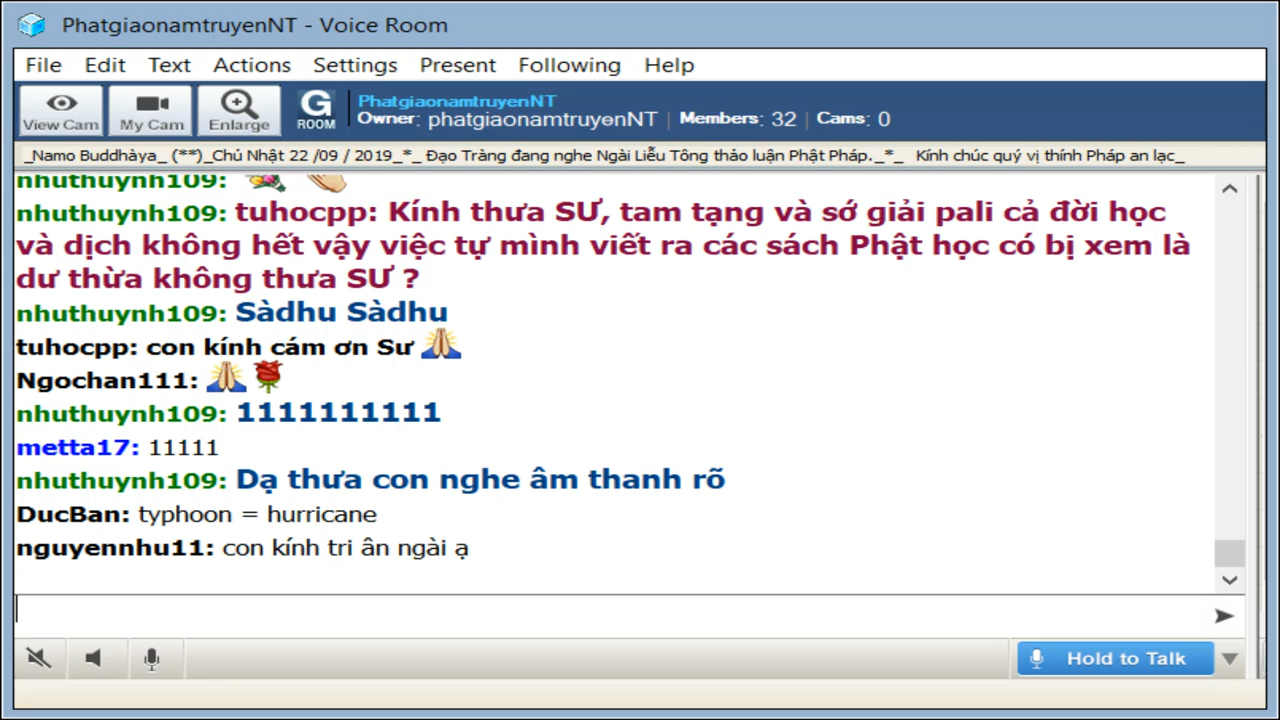 PhatgiaonamtruyenNT - Voice Room
File Edit Text Actions Settings Present Following Help
View Cam My Cam Enlarge G ROOM PhatgiaonamtruyenNT
Owner: phatgiaonamtruyenNT Members: 32 Cams: 0
_Namo Buddhàya_ (**)_Chủ Nhật 22 /09 / 2019_*_ Đạo Tràng đang nghe Ngài Liễu Tông thảo luận Phật Pháp._*_ Kính chúc quý vị thính Pháp an lạc_
nhuthuynh109:
nhuthuynh109: tuhocpp: Kính thưa SƯ, tam tạng và sớ giải pali cả đời học
và dịch không hết vậy việc tự mình viết ra các sách Phật học có bị xem là
dư thừa không thưa SƯ ?
nhuthuynh109: Sàdhu Sàdhu
tuhocpp: con kính cám ơn Sư
Ngochan111:
nhuthuynh109: 1111111111
metta17: 11111
nhuthuynh109: Dạ thưa con nghe âm thanh rõ
DucBan: typhoon = hurricane
nguyennhu11: con kính tri ân ngài ạ
Hold to Talk